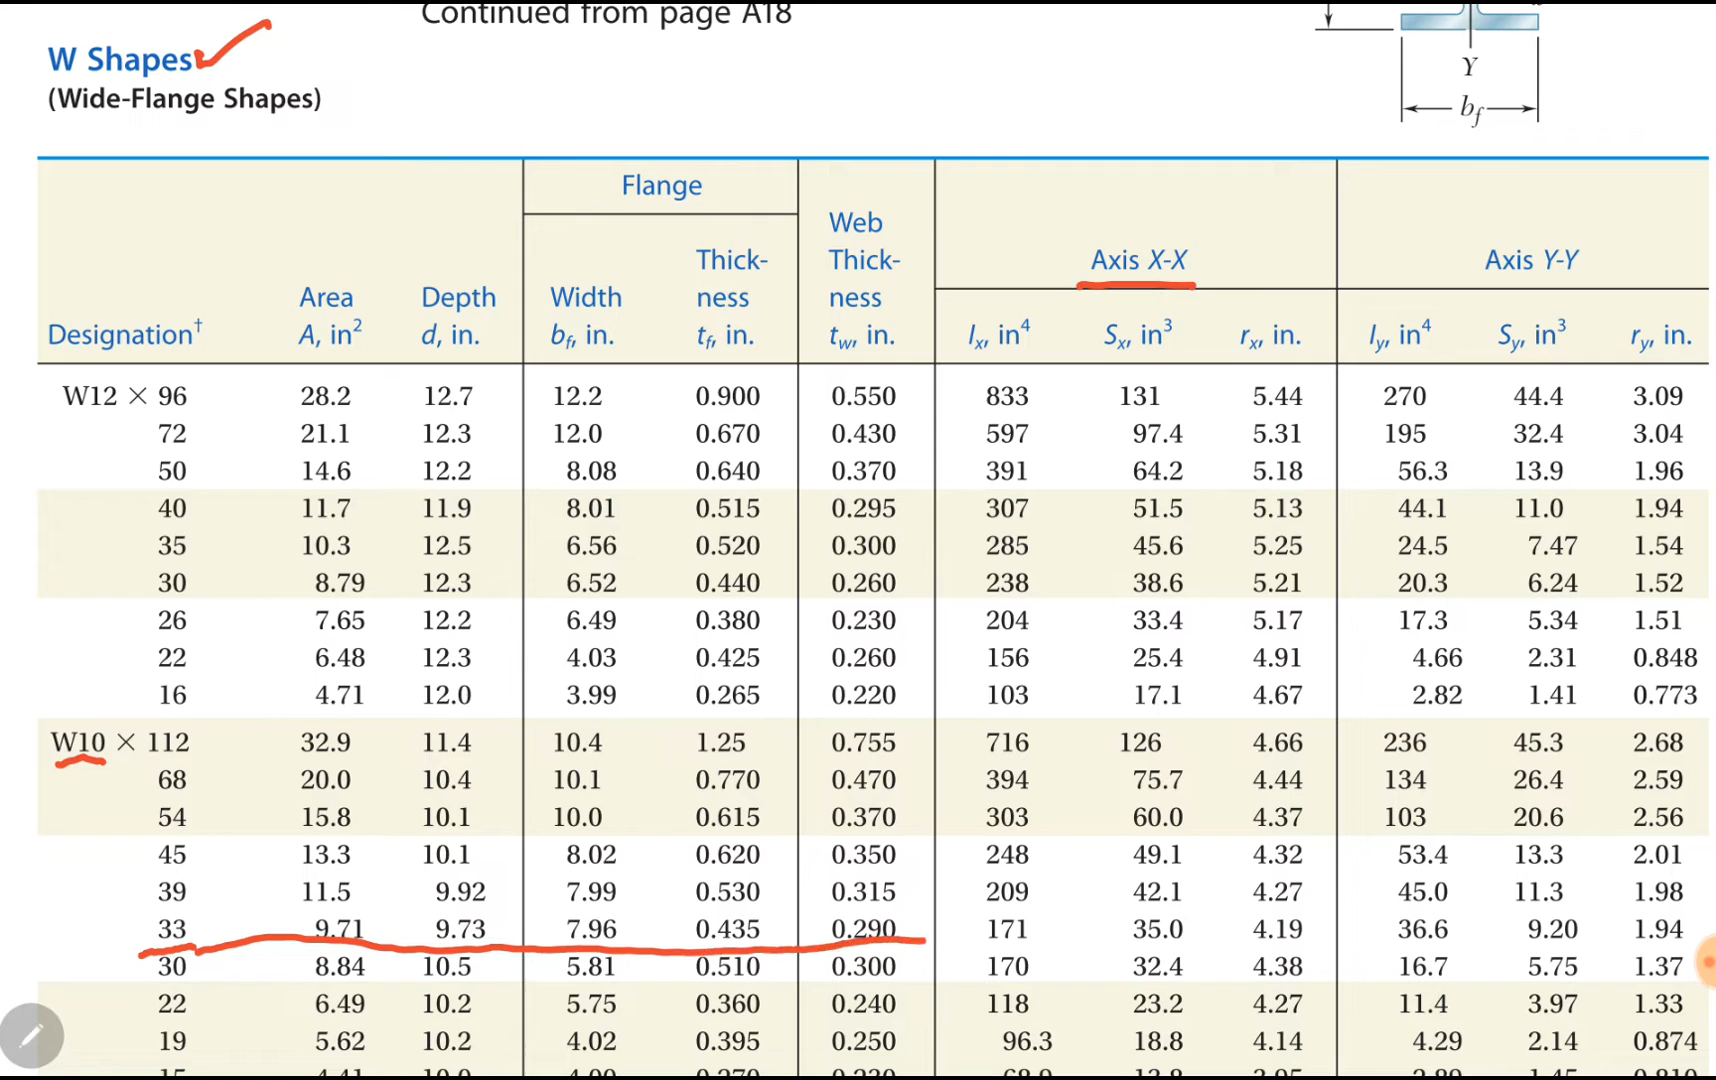 Continued from page A18
W Shapes
(Wide-Flange Shapes)
Y
bf
Flange
Web
Thick- Thick- Axis X-X Axis Y-Y
Area Depth Width ness ness
Designation† A, in² d, in. bf, in. tf, in. tw, in. Ix, in⁴ Sx, in³ rx, in. Iy, in⁴ Sy, in³ ry, in.
W12 × 96 28.2 12.7 12.2 0.900 0.550 833 131 5.44 270 44.4 3.09
72 21.1 12.3 12.0 0.670 0.430 597 97.4 5.31 195 32.4 3.04
50 14.6 12.2 8.08 0.640 0.370 391 64.2 5.18 56.3 13.9 1.96
40 11.7 11.9 8.01 0.515 0.295 307 51.5 5.13 44.1 11.0 1.94
35 10.3 12.5 6.56 0.520 0.300 285 45.6 5.25 24.5 7.47 1.54
30 8.79 12.3 6.52 0.440 0.260 238 38.6 5.21 20.3 6.24 1.52
26 7.65 12.2 6.49 0.380 0.230 204 33.4 5.17 17.3 5.34 1.51
22 6.48 12.3 4.03 0.425 0.260 156 25.4 4.91 4.66 2.31 0.848
16 4.71 12.0 3.99 0.265 0.220 103 17.1 4.67 2.82 1.41 0.773
W10 × 112 32.9 11.4 10.4 1.25 0.755 716 126 4.66 236 45.3 2.68
68 20.0 10.4 10.1 0.770 0.470 394 75.7 4.44 134 26.4 2.59
54 15.8 10.1 10.0 0.615 0.370 303 60.0 4.37 103 20.6 2.56
45 13.3 10.1 8.02 0.620 0.350 248 49.1 4.32 53.4 13.3 2.01
39 11.5 9.92 7.99 0.530 0.315 209 42.1 4.27 45.0 11.3 1.98
33 9.71 9.73 7.96 0.435 0.290 171 35.0 4.19 36.6 9.20 1.94
30 8.84 10.5 5.81 0.510 0.300 170 32.4 4.38 16.7 5.75 1.37
22 6.49 10.2 5.75 0.360 0.240 118 23.2 4.27 11.4 3.97 1.33
19 5.62 10.2 4.02 0.395 0.250 96.3 18.8 4.14 4.29 2.14 0.874